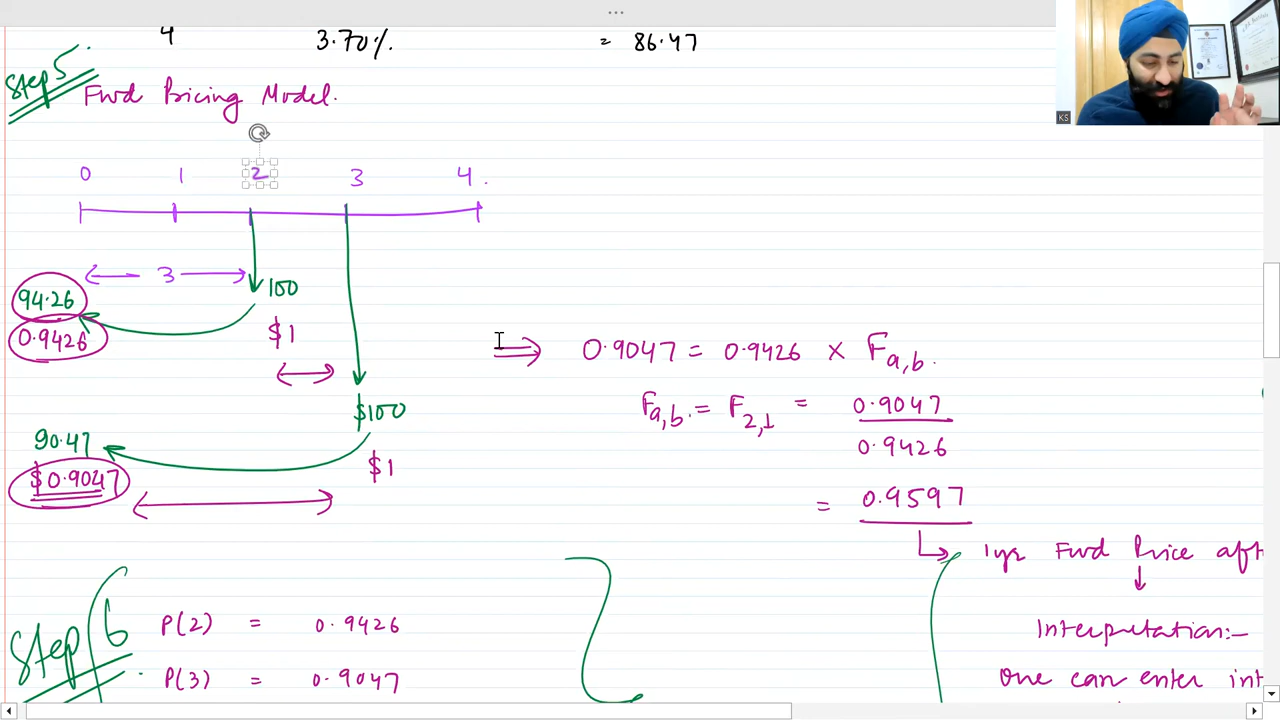 4 3.70% = 86.47
Step 5
Fwd Pricing Model.
0 1 2 3 4.
3
94.26
100
0.9426
$1
⇒ 0.9047 = 0.9426 × Fa,b.
Fa,b. = F2,1 = 0.9047
0.9426
$100
90.47
$0.9047
$1
= 0.9597
1yr Fwd Price aft
Step 6
P(2) = 0.9426
Interpretation:-
P(3) = 0.9047
One can enter int
KS